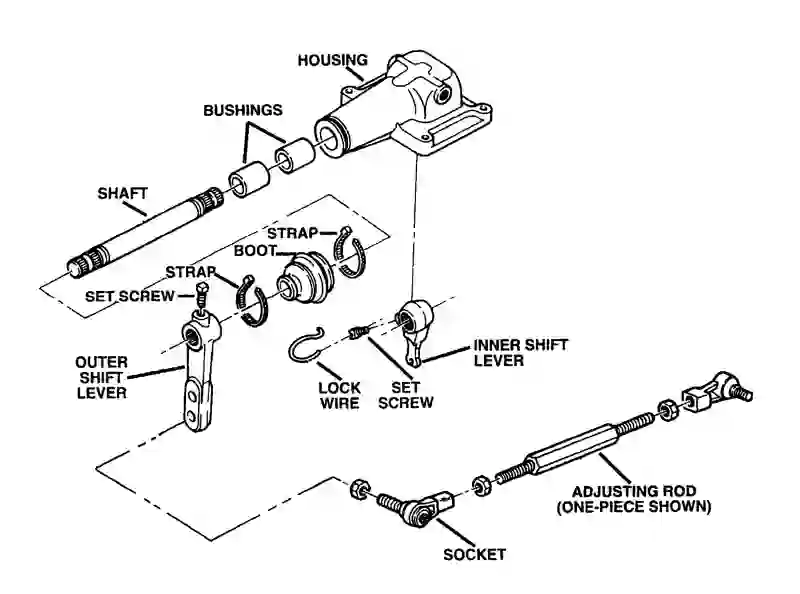 HOUSING
BUSHINGS
SHAFT
STRAP
BOOT
STRAP
SET SCREW
OUTER
SHIFT
LEVER
LOCK
WIRE
SET
SCREW
INNER SHIFT
LEVER
ADJUSTING ROD
(ONE-PIECE SHOWN)
SOCKET